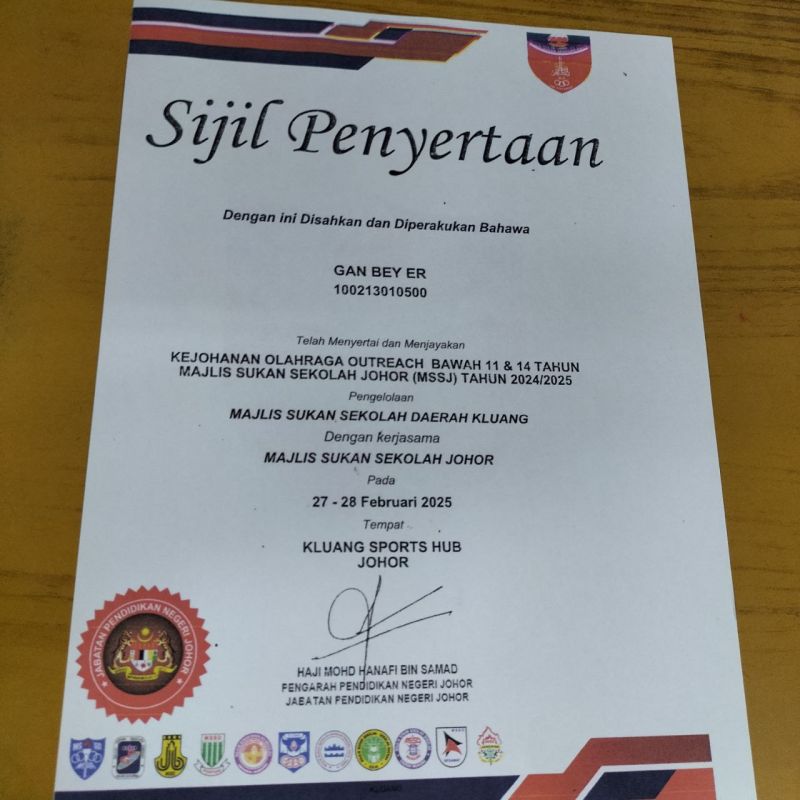 Sijil Penyertaan
Dengan ini Disahkan dan Diperakukan Bahawa
GAN BEY ER
100213010500
Telah Menyertai dan Menjayakan
KEJOHANAN OLAHRAGA OUTREACH BAWAH 11 & 14 TAHUN
MAJLIS SUKAN SEKOLAH JOHOR (MSSJ) TAHUN 2024/2025
Pengelolaan
MAJLIS SUKAN SEKOLAH DAERAH KLUANG
Dengan kerjasama
MAJLIS SUKAN SEKOLAH JOHOR
Pada
27 - 28 Februari 2025
Tempat
KLUANG SPORTS HUB
JOHOR
HAJI MOHD HANAFI BIN SAMAD
PENGARAH PENDIDIKAN NEGERI JOHOR
JABATAN PENDIDIKAN NEGERI JOHOR
JABATAN PENDIDIKAN NEGERI JOHOR